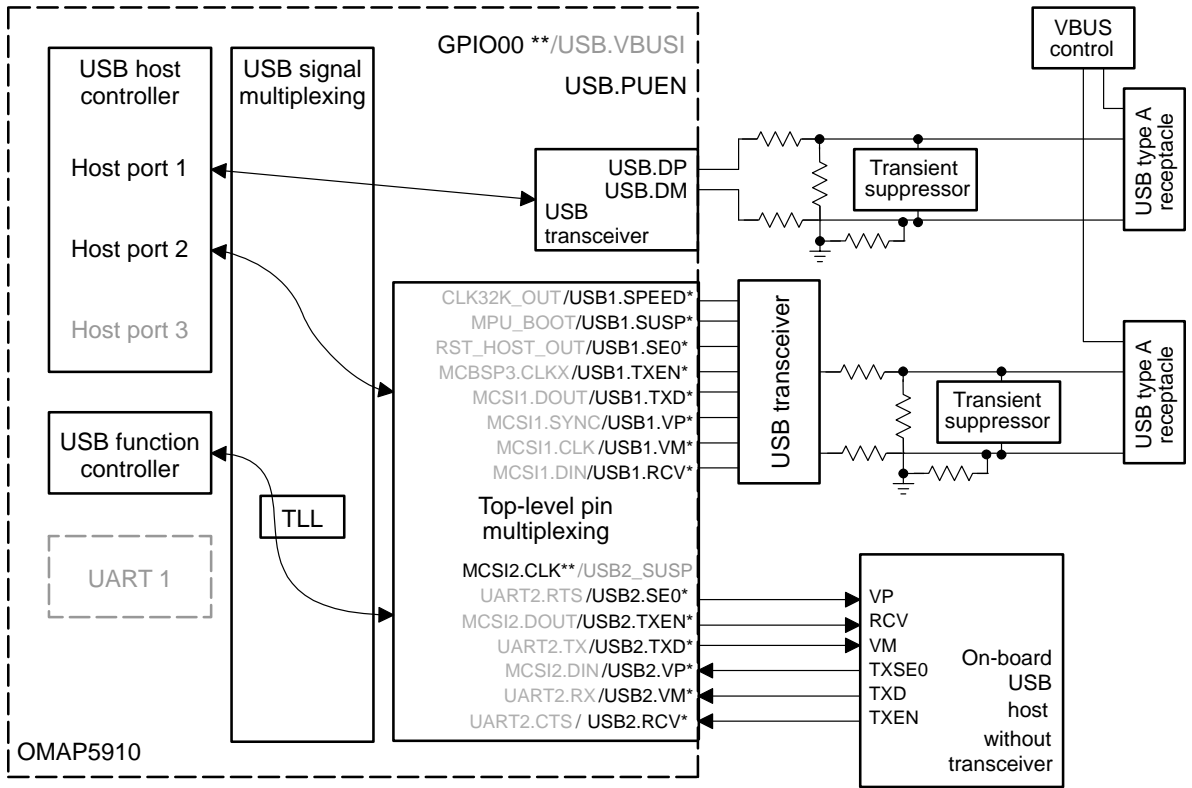 GPIO00 **/USB.VBUSI
USB.PUEN
VBUS
control
USB host
controller
Host port 1
Host port 2
Host port 3
USB signal
multiplexing
USB.DP
USB.DM
USB
transceiver
Transient
suppressor
USB type A
receptacle
CLK32K_OUT/USB1.SPEED*
MPU_BOOT/USB1.SUSP*
RST_HOST_OUT/USB1.SE0*
MCBSP3.CLKX/USB1.TXEN*
MCSI1.DOUT/USB1.TXD*
MCSI1.SYNC/USB1.VP*
MCSI1.CLK/USB1.VM*
MCSI1.DIN/USB1.RCV*
USB transceiver
Transient
suppressor
USB type A
receptacle
USB function
controller
TLL
UART 1
Top-level pin
multiplexing
MCSI2.CLK**/USB2_SUSP
UART2.RTS/USB2.SE0*
MCSI2.DOUT/USB2.TXEN*
UART2.TX/USB2.TXD*
MCSI2.DIN/USB2.VP*
UART2.RX/USB2.VM*
UART2.CTS/ USB2.RCV*
VP
RCV
VM
TXSE0
TXD
TXEN
On-board
USB
host
without
transceiver
OMAP5910